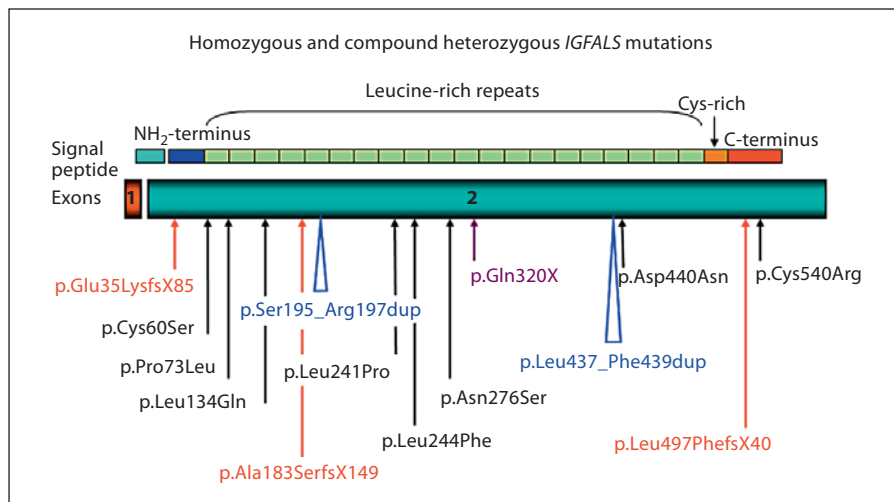 Homozygous and compound heterozygous IGFALS mutations
Leucine-rich repeats
Cys-rich
NH2-terminus
C-terminus
Signal
peptide
Exons
1
2
p.Glu35LysfsX85
p.Ser195_Arg197dup
p.Gln320X
p.Asp440Asn
p.Cys540Arg
p.Cys60Ser
p.Pro73Leu
p.Leu241Pro
p.Leu437_Phe439dup
p.Leu134Gln
p.Asn276Ser
p.Leu244Phe
p.Leu497PhefsX40
p.Ala183SerfsX149